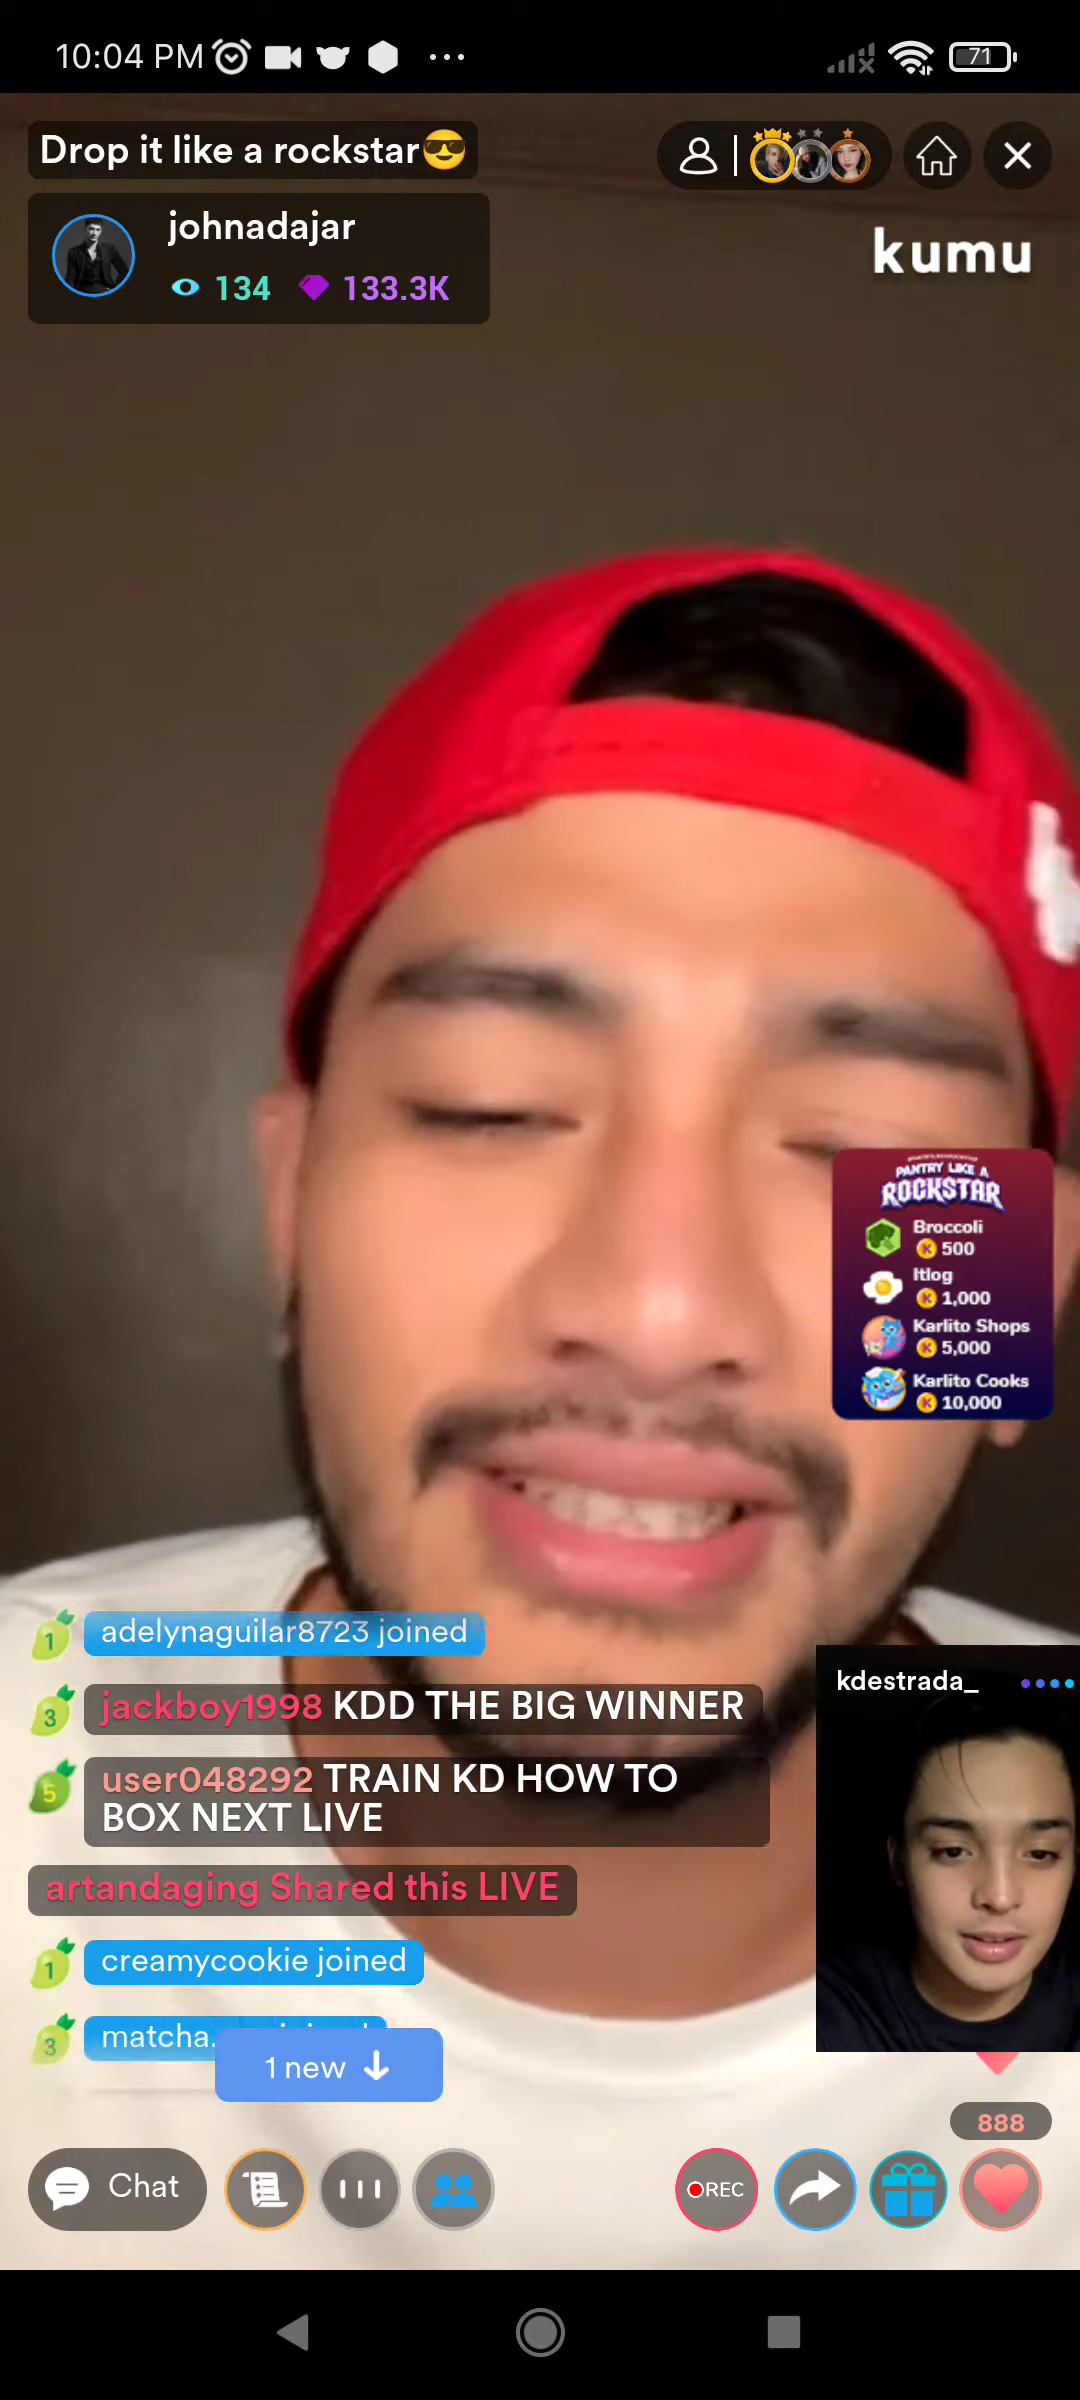 10:04 PM
71
Drop it like a rockstar😎
johnadajar
134 133.3K
kumu
PANTRY LIKE A
ROCKSTAR
Broccoli
500
Itlog
1,000
Karlito Shops
5,000
Karlito Cooks
10,000
1 adelynaguilar8723 joined
3 jackboy1998 KDD THE BIG WINNER
5 user048292 TRAIN KD HOW TO
BOX NEXT LIVE
artandaging Shared this LIVE
1 creamycookie joined
3 matcha.
1 new
kdestrada_
888
Chat
REC